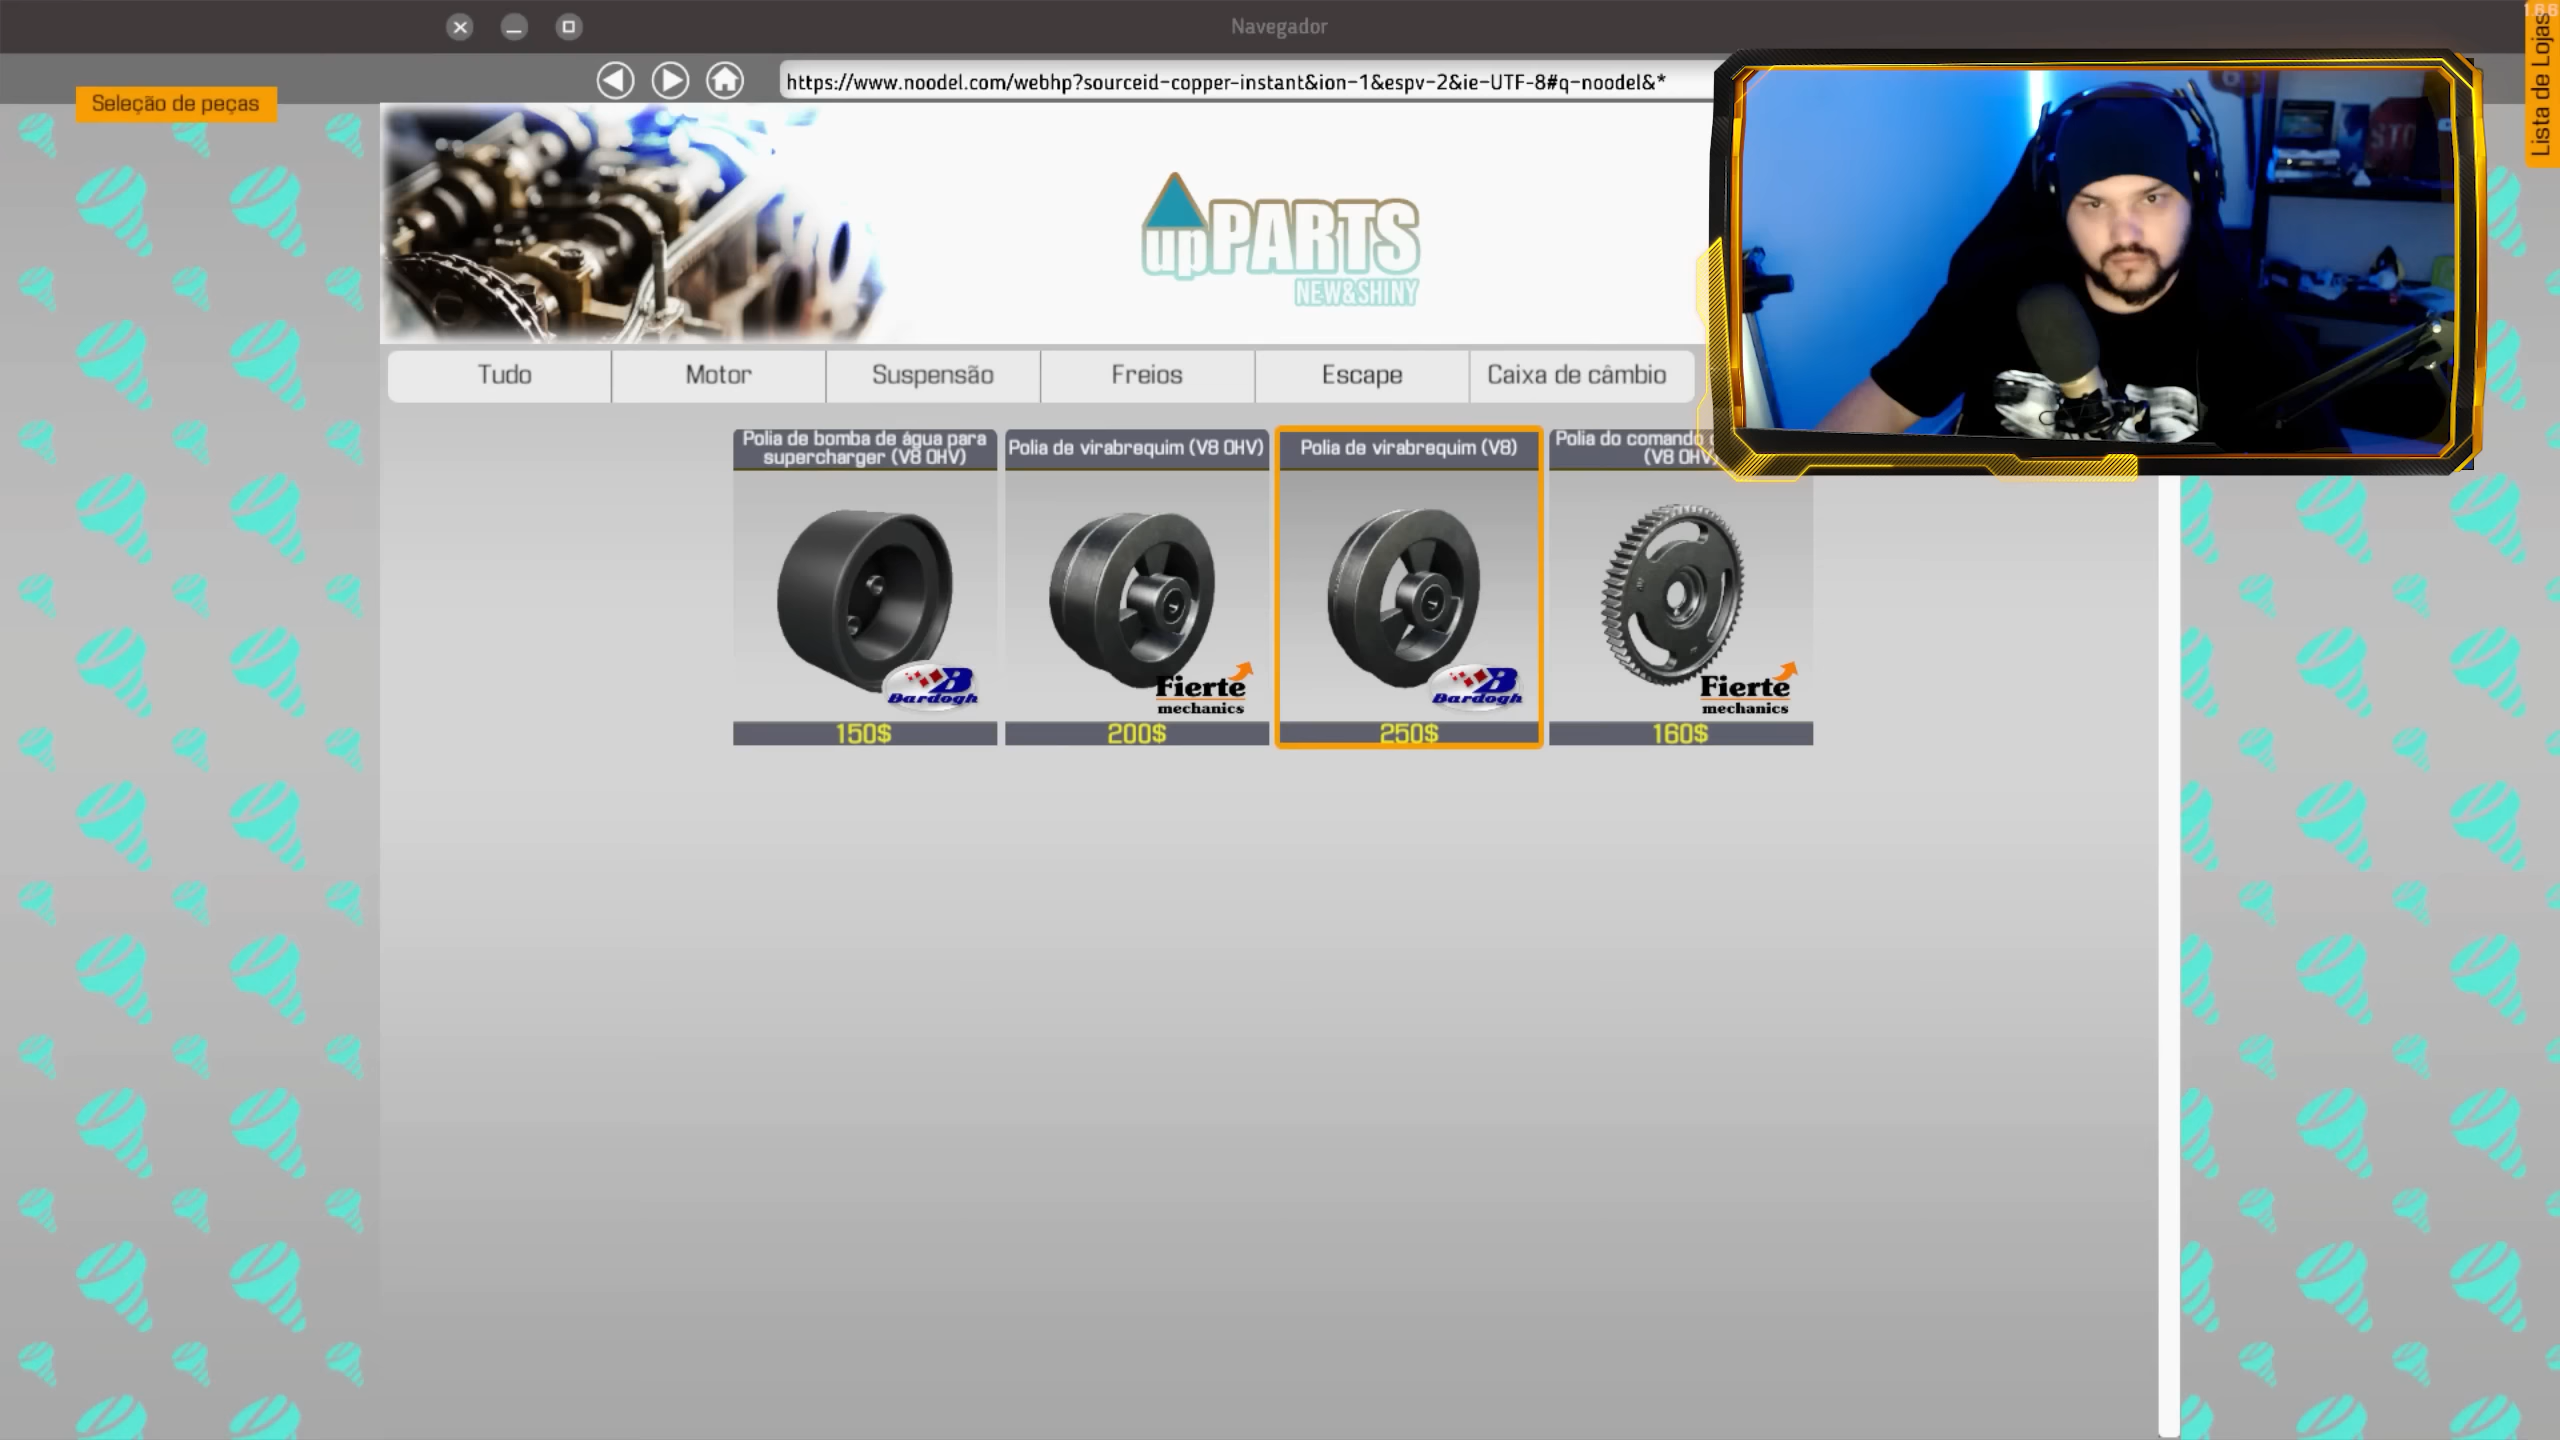 Navegador
https://www.noodel.com/webhp?sourceid-copper-instant&ion-1&espv-2&ie-UTF-8#q-noodel&*
Seleção de peças
Lista de Lojas
upPARTS
NEW&SHINY
Tudo
Motor
Suspensão
Freios
Escape
Caixa de câmbio
Polia de bomba de água para
supercharger (V8 OHV)
Bardogh
150$
Polia de virabrequim (V8 OHV)
Fierte
mechanics
200$
Polia de virabrequim (V8)
Bardogh
250$
Polia do comando
(V8 OHV)
Fierte
mechanics
160$
STO